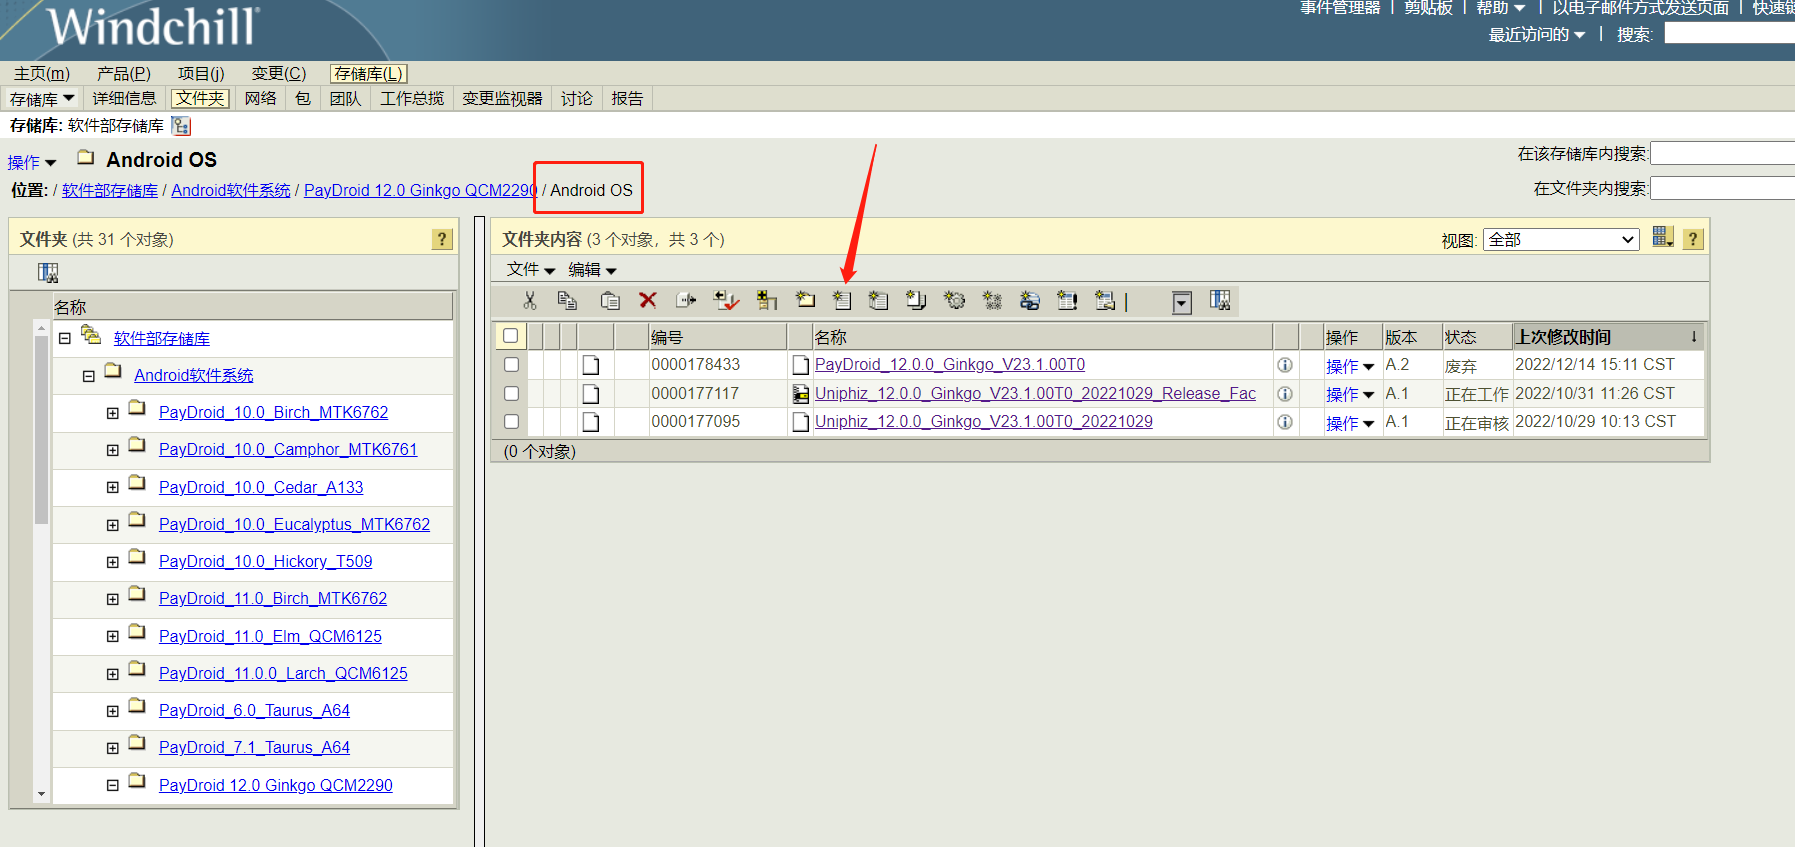 Windchill
事件管理器 | 剪贴板 | 帮助 | 以电子邮件方式发送页面 |
最近访问的 | 搜索:
主页(m) 产品(P) 项目(j) 变更(C) 存储库(L)
存储库 详细信息 文件夹 网络 包 团队 工作总揽 变更监视器 讨论 报告
存储库: 软件部存储库
操作 Android OS
在该存储库内搜索:
位置: / 软件部存储库 / Android软件系统 / PayDroid 12.0 Ginkgo QCM2290 / Android OS
在文件夹内搜索:
文件夹 (共 31 个对象)
?
名称
软件部存储库
Android软件系统
PayDroid_10.0_Birch_MTK6762
PayDroid_10.0_Camphor_MTK6761
PayDroid_10.0_Cedar_A133
PayDroid_10.0_Eucalyptus_MTK6762
PayDroid_10.0_Hickory_T509
PayDroid_11.0_Birch_MTK6762
PayDroid_11.0_Elm_QCM6125
PayDroid_11.0.0_Larch_QCM6125
PayDroid_6.0_Taurus_A64
PayDroid_7.1_Taurus_A64
PayDroid 12.0 Ginkgo QCM2290
文件夹内容 (3 个对象，共 3 个)
视图: 全部 ?
文件 编辑
编号 名称 操作 版本 状态 上次修改时间 ↓
0000178433 PayDroid_12.0.0_Ginkgo_V23.1.00T0 操作 A.2 废弃 2022/12/14 15:11 CST
0000177117 Uniphiz_12.0.0_Ginkgo_V23.1.00T0_20221029_Release_Fac 操作 A.1 正在工作 2022/10/31 11:26 CST
0000177095 Uniphiz_12.0.0_Ginkgo_V23.1.00T0_20221029 操作 A.1 正在审核 2022/10/29 10:13 CST
(0 个对象)